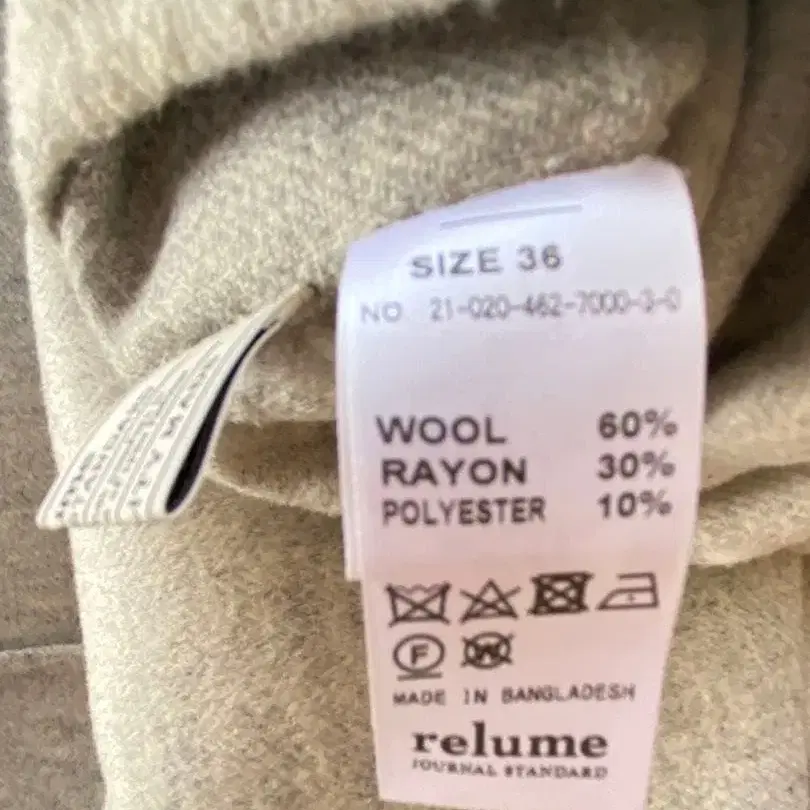 SIZE 36
NO 21-020-462-7000-3-0
WOOL 60%
RAYON 30%
POLYESTER 10%
F
W
MADE IN BANGLADESH
relume
JOURNAL STANDARD